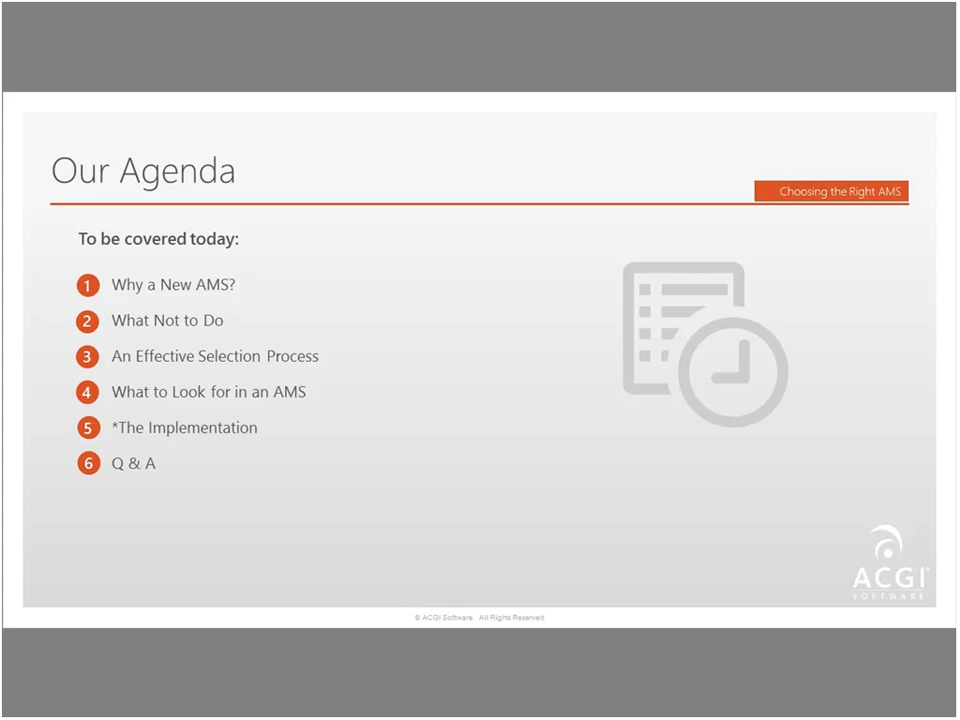 Our Agenda
Choosing the Right AMS
To be covered today:
1 Why a New AMS?
2 What Not to Do
3 An Effective Selection Process
4 What to Look for in an AMS
5 *The Implementation
6 Q & A
ACGI®
SOFTWARE
© ACGI Software. All Rights Reserved